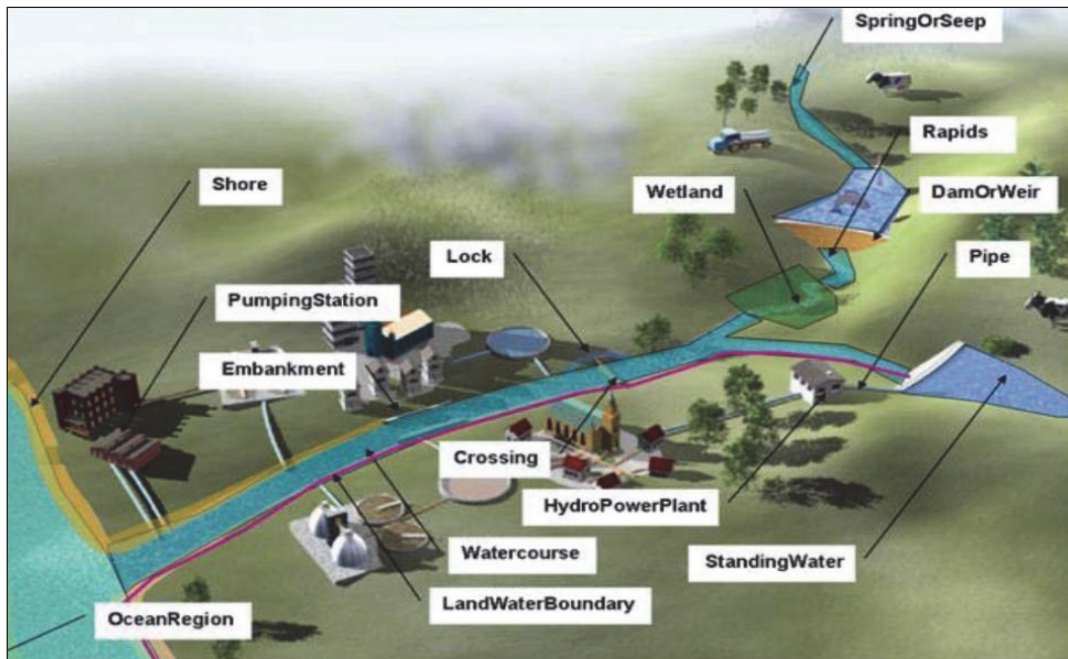 SpringOrSeep
Rapids
Shore
Wetland
DamOrWeir
Lock
Pipe
PumpingStation
Embankment
Crossing
HydroPowerPlant
Watercourse
StandingWater
LandWaterBoundary
OceanRegion